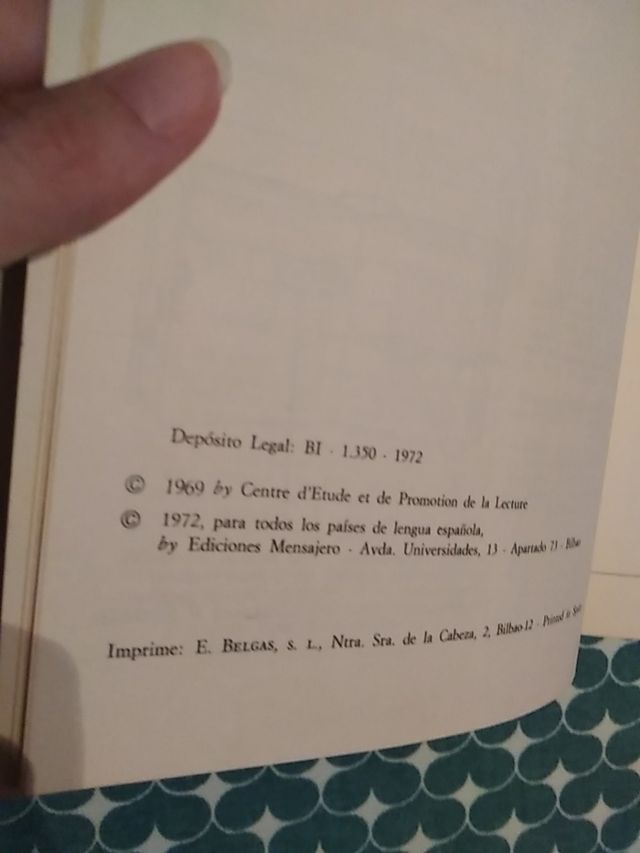 Depósito Legal: BI - 1.350 - 1972
© 1969 by Centre d'Etude et de Promotion de la Lecture
© 1972, para todos los países de lengua española,
by Ediciones Mensajero - Avda. Universidades, 13 - Apartado 73 - Bilbao
Imprime: E. BELGAS, S. L., Ntra. Sra. de la Cabeza, 2, Bilbao-12 - Printed in Spain